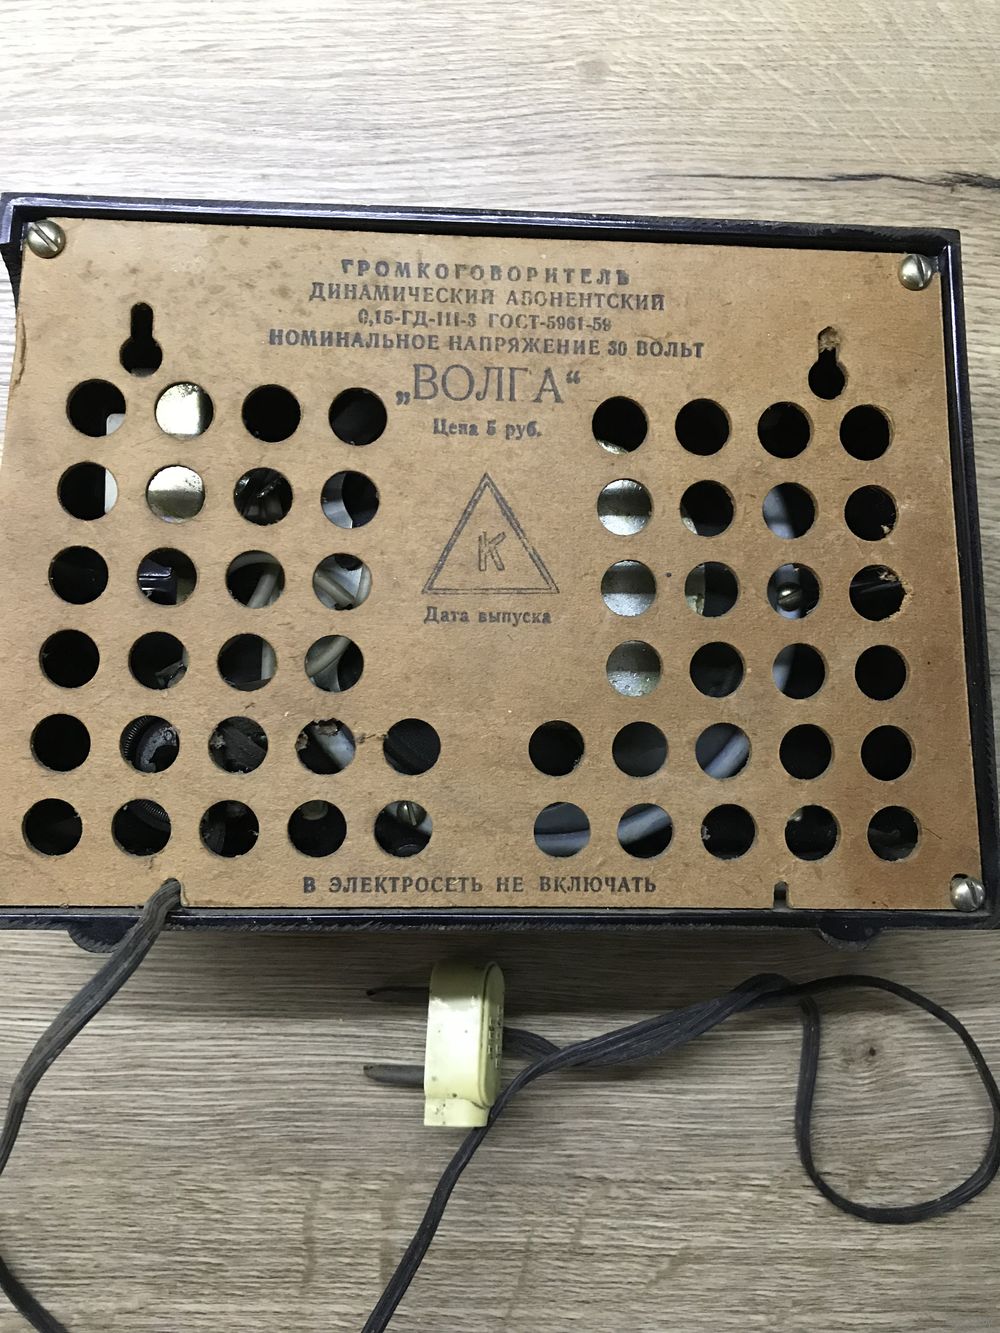 ГРОМКОГОВОРИТЕЛЬ
ДИНАМИЧЕСКИЙ АБОНЕНТСКИЙ
0,15-ГД-III-3 ГОСТ-5961-59
НОМИНАЛЬНОЕ НАПРЯЖЕНИЕ 30 ВОЛЬТ
„ВОЛГА“
Цена 5 руб.
К
Дата выпуска
В ЭЛЕКТРОСЕТЬ НЕ ВКЛЮЧАТЬ